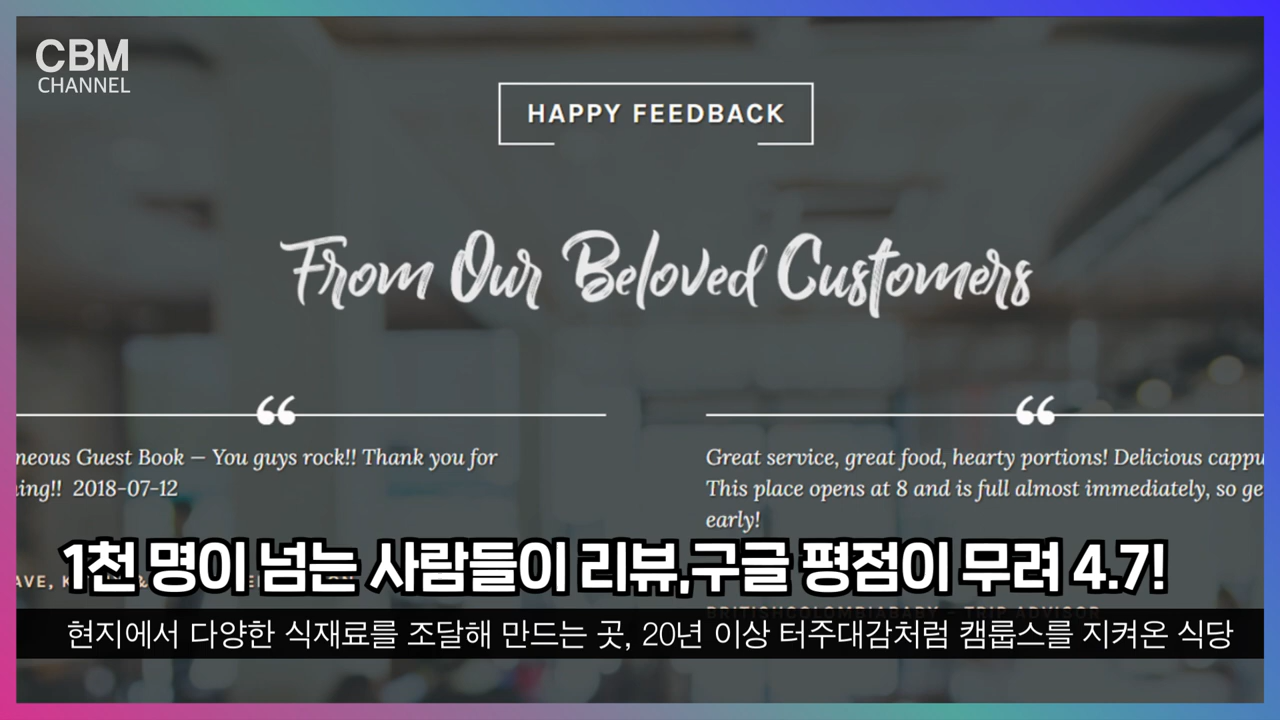 CBM
CHANNEL
HAPPY FEEDBACK
From Our Beloved Customers
Guest Book — You guys rock!! Thank you for
2018-07-12
Great service, great food, hearty portions! Delicious
This place opens at 8 and is full almost immediately, so
early!
1천 명이 넘는 사람들이 리뷰,구글 평점이 무려 4.7!
현지에서 다양한 식재료를 조달해 만드는 곳, 20년 이상 터주대감처럼 캠룹스를 지켜온 식당